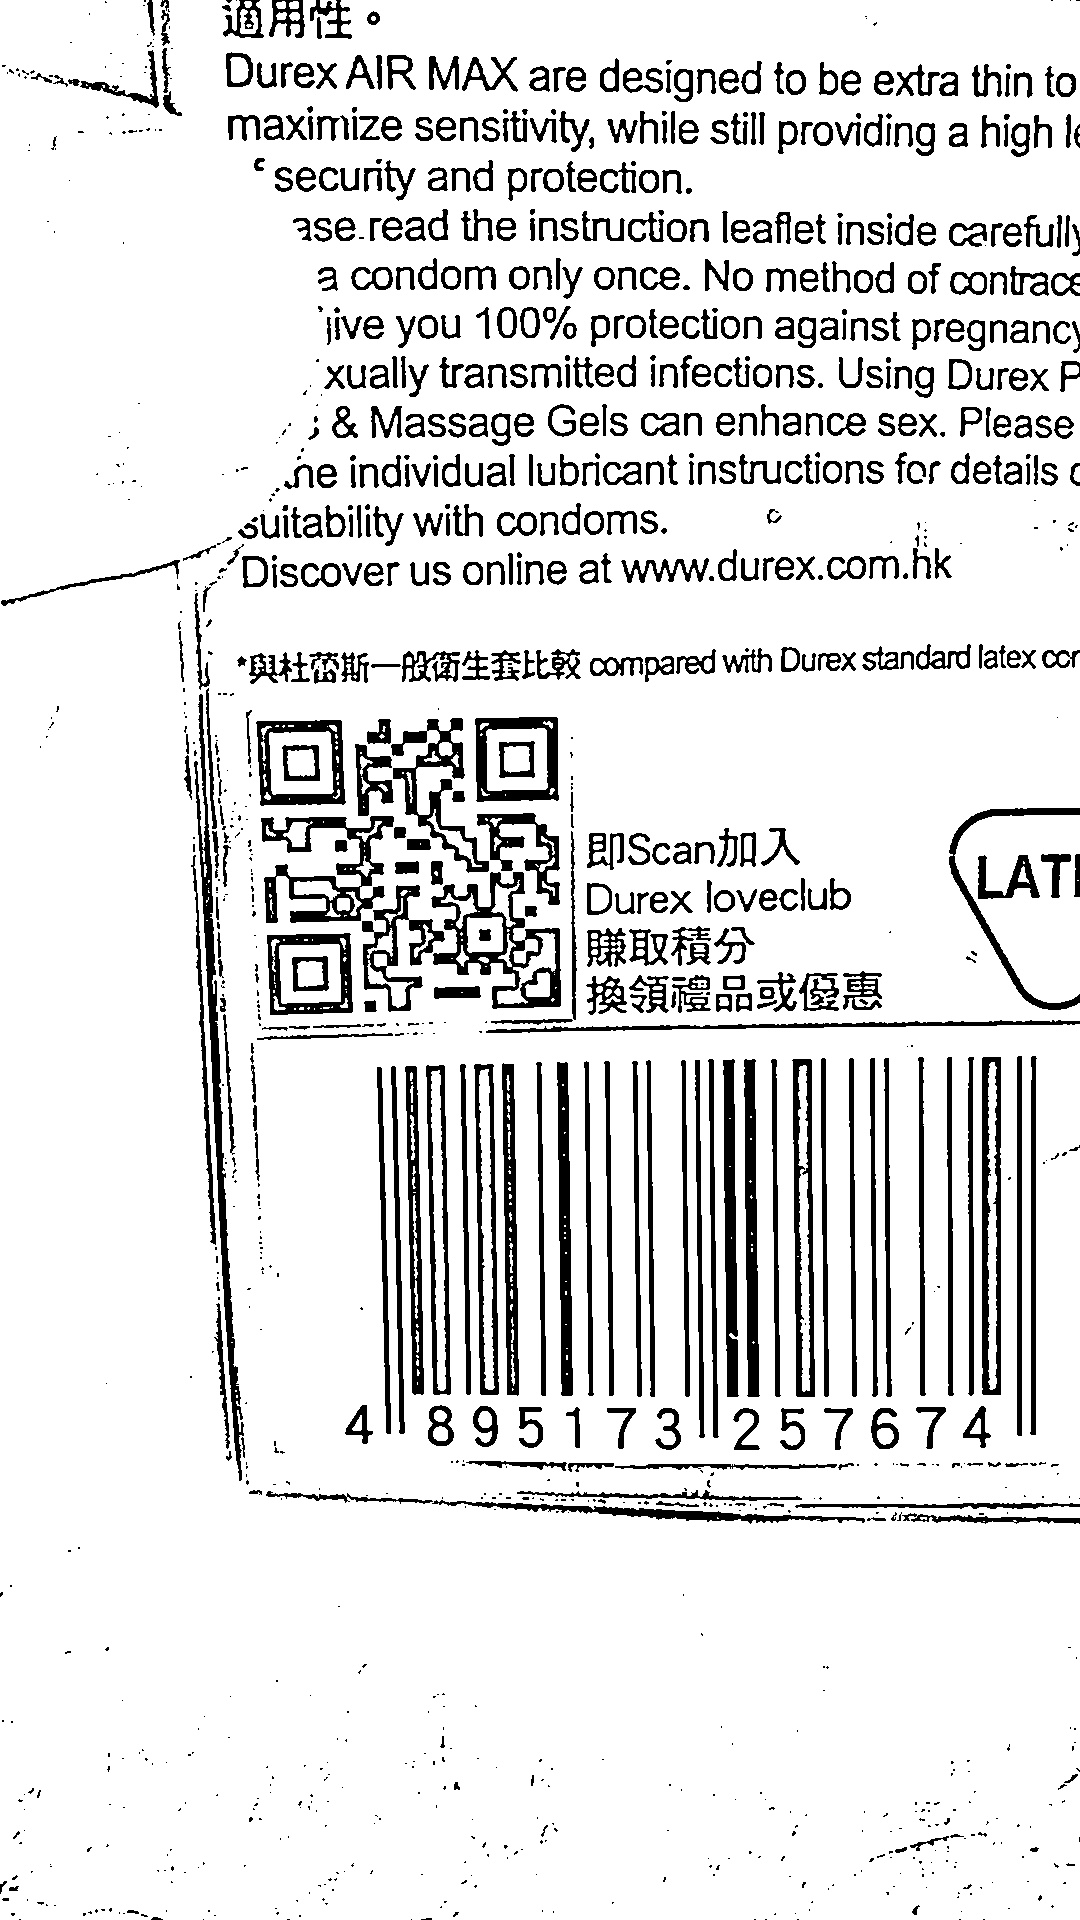 適用性。
Durex AIR MAX are designed to be extra thin to
maximize sensitivity, while still providing a high
security and protection.
read the instruction leaflet inside carefully
a condom only once. No method of
you 100% protection against pregnancy
transmitted infections. Using Durex
& Massage Gels can enhance sex. Please
individual lubricant instructions for details
suitability with condoms.
Discover us online at www.durex.com.hk
*與杜蕾斯一般衛生套比較 compared with Durex standard latex
即Scan加入
Durex loveclub
賺取積分
換領禮品或優惠
4 895173 257674